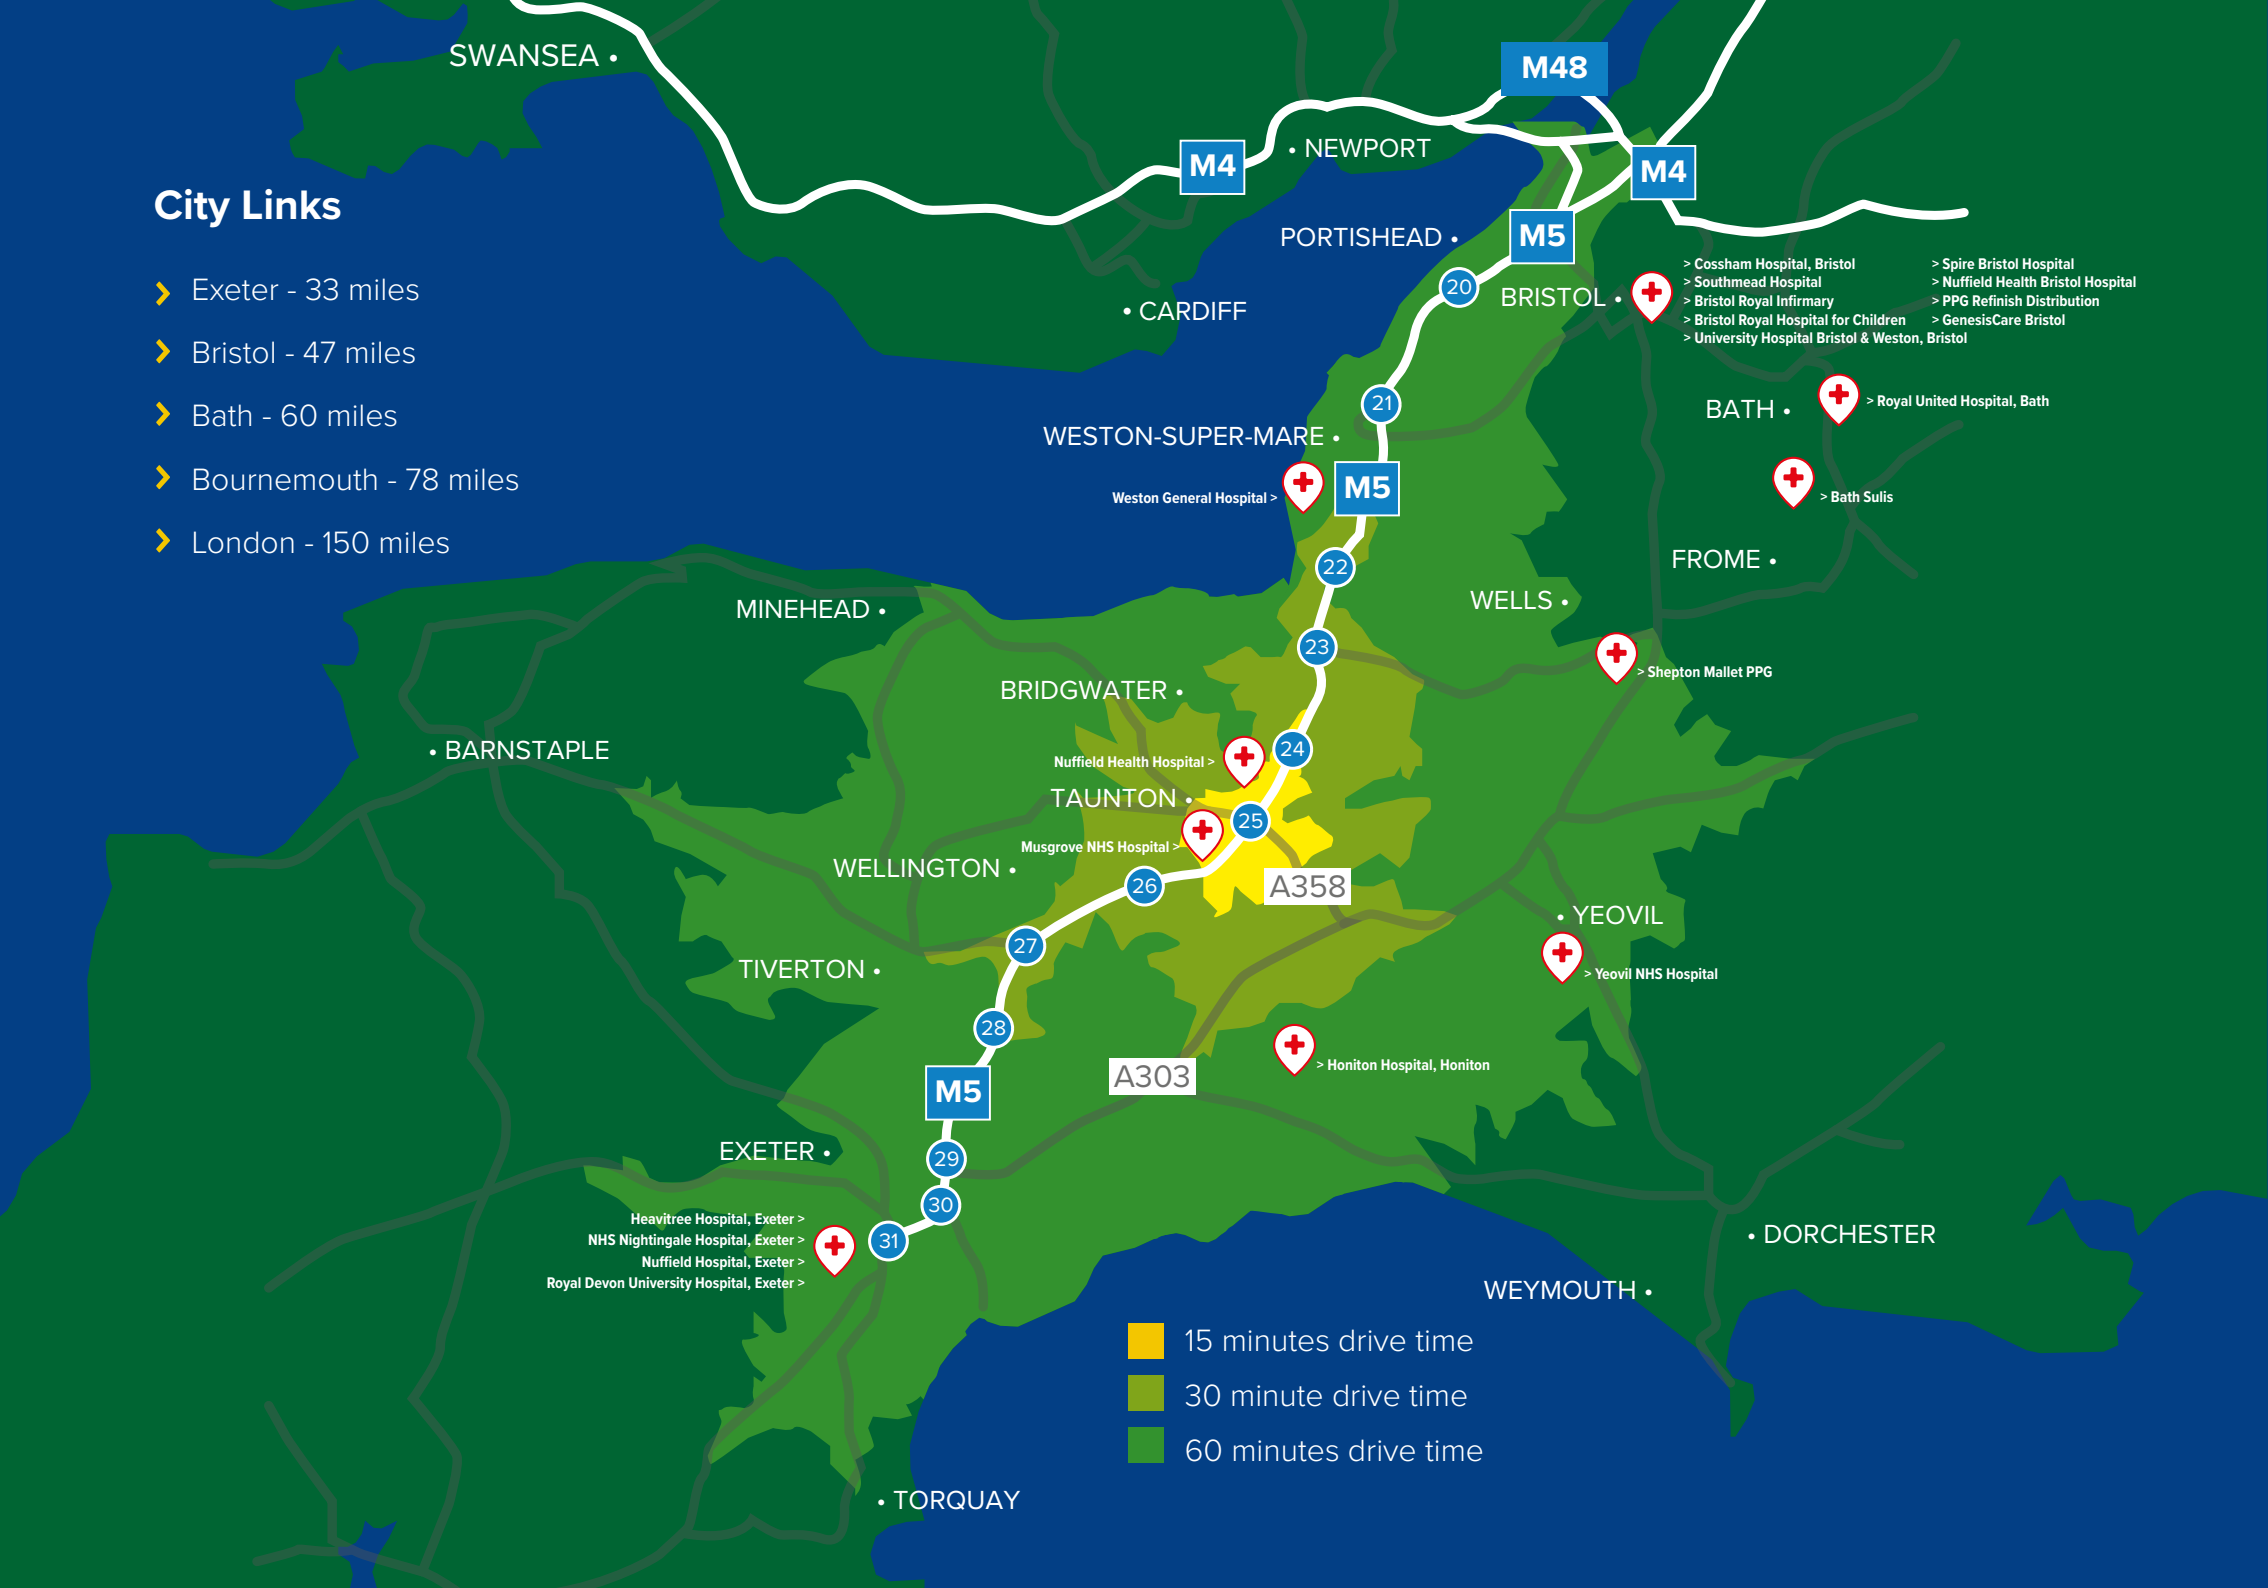 SWANSEA
M48
M4
NEWPORT
M4
City Links
PORTISHEAD
M5
> Cossham Hospital, Bristol
> Southmead Hospital
> Bristol Royal Infirmary
> Bristol Royal Hospital for Children
> University Hospital Bristol & Weston, Bristol
> Spire Bristol Hospital
> Nuffield Health Bristol Hospital
> PPG Refinish Distribution
> GenesisCare Bristol
Exeter - 33 miles
Bristol - 47 miles
Bath - 60 miles
Bournemouth - 78 miles
London - 150 miles
20
BRISTOL
CARDIFF
21
BATH
> Royal United Hospital, Bath
WESTON-SUPER-MARE
M5
Weston General Hospital >
> Bath Sulis
22
FROME
MINEHEAD
WELLS
23
> Shepton Mallet PPG
BRIDGWATER
BARNSTAPLE
24
Nuffield Health Hospital >
TAUNTON
25
Musgrove NHS Hospital >
WELLINGTON
26
A358
YEOVIL
27
TIVERTON
> Yeovil NHS Hospital
28
> Honiton Hospital, Honiton
A303
M5
EXETER
29
30
Heavitree Hospital, Exeter >
NHS Nightingale Hospital, Exeter >
Nuffield Hospital, Exeter >
Royal Devon University Hospital, Exeter >
31
DORCHESTER
WEYMOUTH
15 minutes drive time
30 minute drive time
60 minutes drive time
TORQUAY